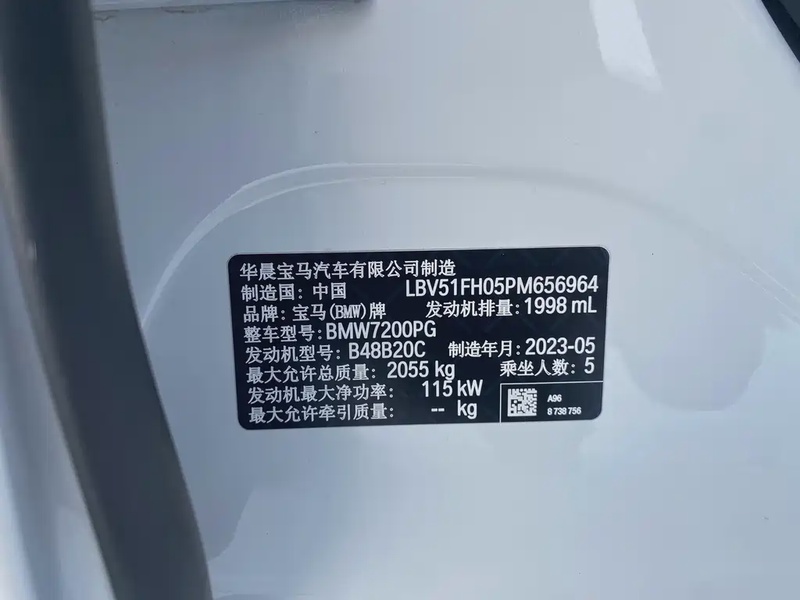 华晨宝马汽车有限公司制造
制造国: 中国 LBV51FH05PM656964
品牌: 宝马(BMW)牌 发动机排量: 1998 mL
整车型号: BMW7200PG
发动机型号: B48B20C 制造年月: 2023-05
最大允许总质量: 2055 kg 乘坐人数: 5
发动机最大净功率: 115 kW
最大允许牵引质量: -- kg
A96
8 738 756